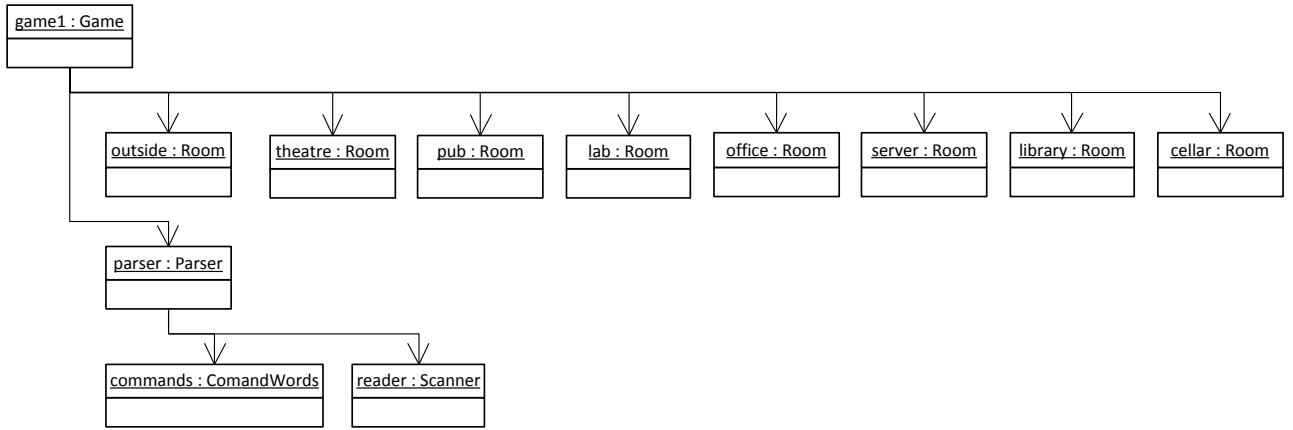 game1 : Game
outside : Room
theatre : Room
pub : Room
lab : Room
office : Room
server : Room
library : Room
cellar : Room
parser : Parser
commands : ComandWords
reader : Scanner